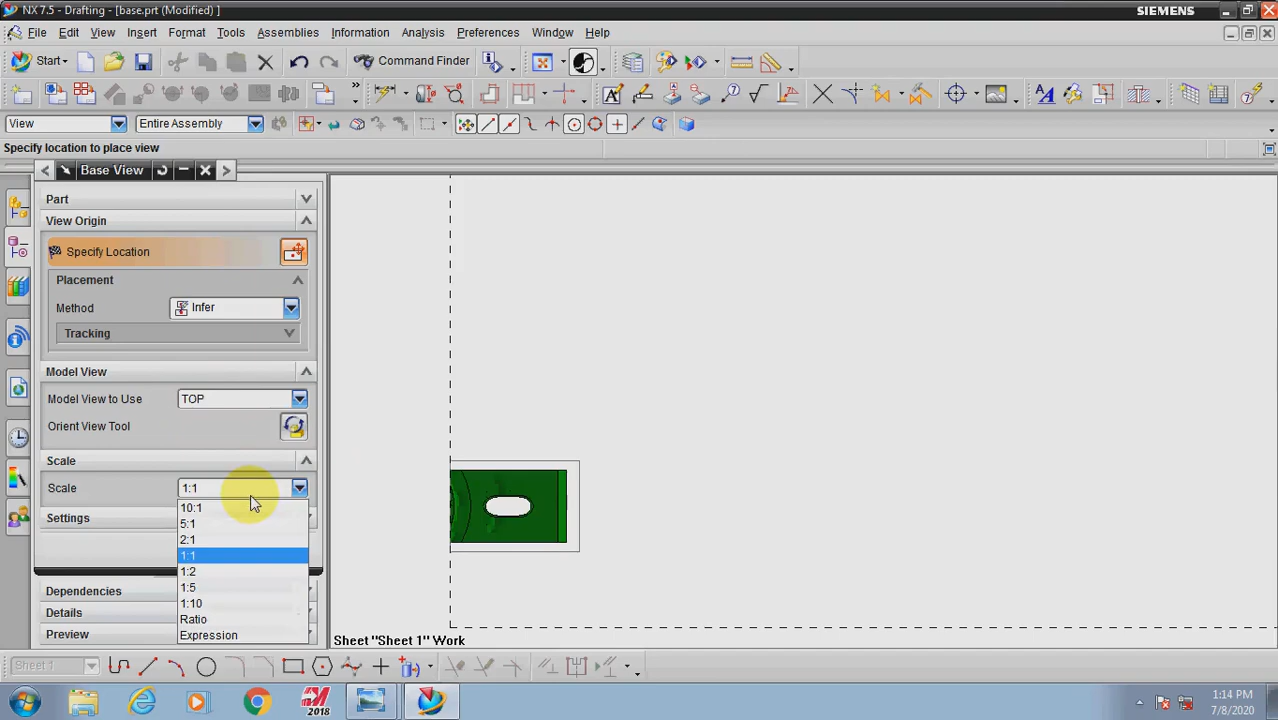 NX 7.5 - Drafting - [base.prt (Modified) ]
SIEMENS
File Edit View Insert Format Tools Assemblies Information Analysis Preferences Window Help
Start Command Finder
View Entire Assembly
Specify location to place view
Base View
Part
View Origin
Specify Location
Placement
Method Infer
Tracking
Model View
Model View to Use TOP
Orient View Tool
Scale
Scale 1:1
10:1
Settings
5:1
2:1
1:1
1:2
1:5
1:10
Ratio
Expression
Dependencies
Details
Preview
Sheet "Sheet 1" Work
Sheet 1
2018
1:14 PM
7/8/2020